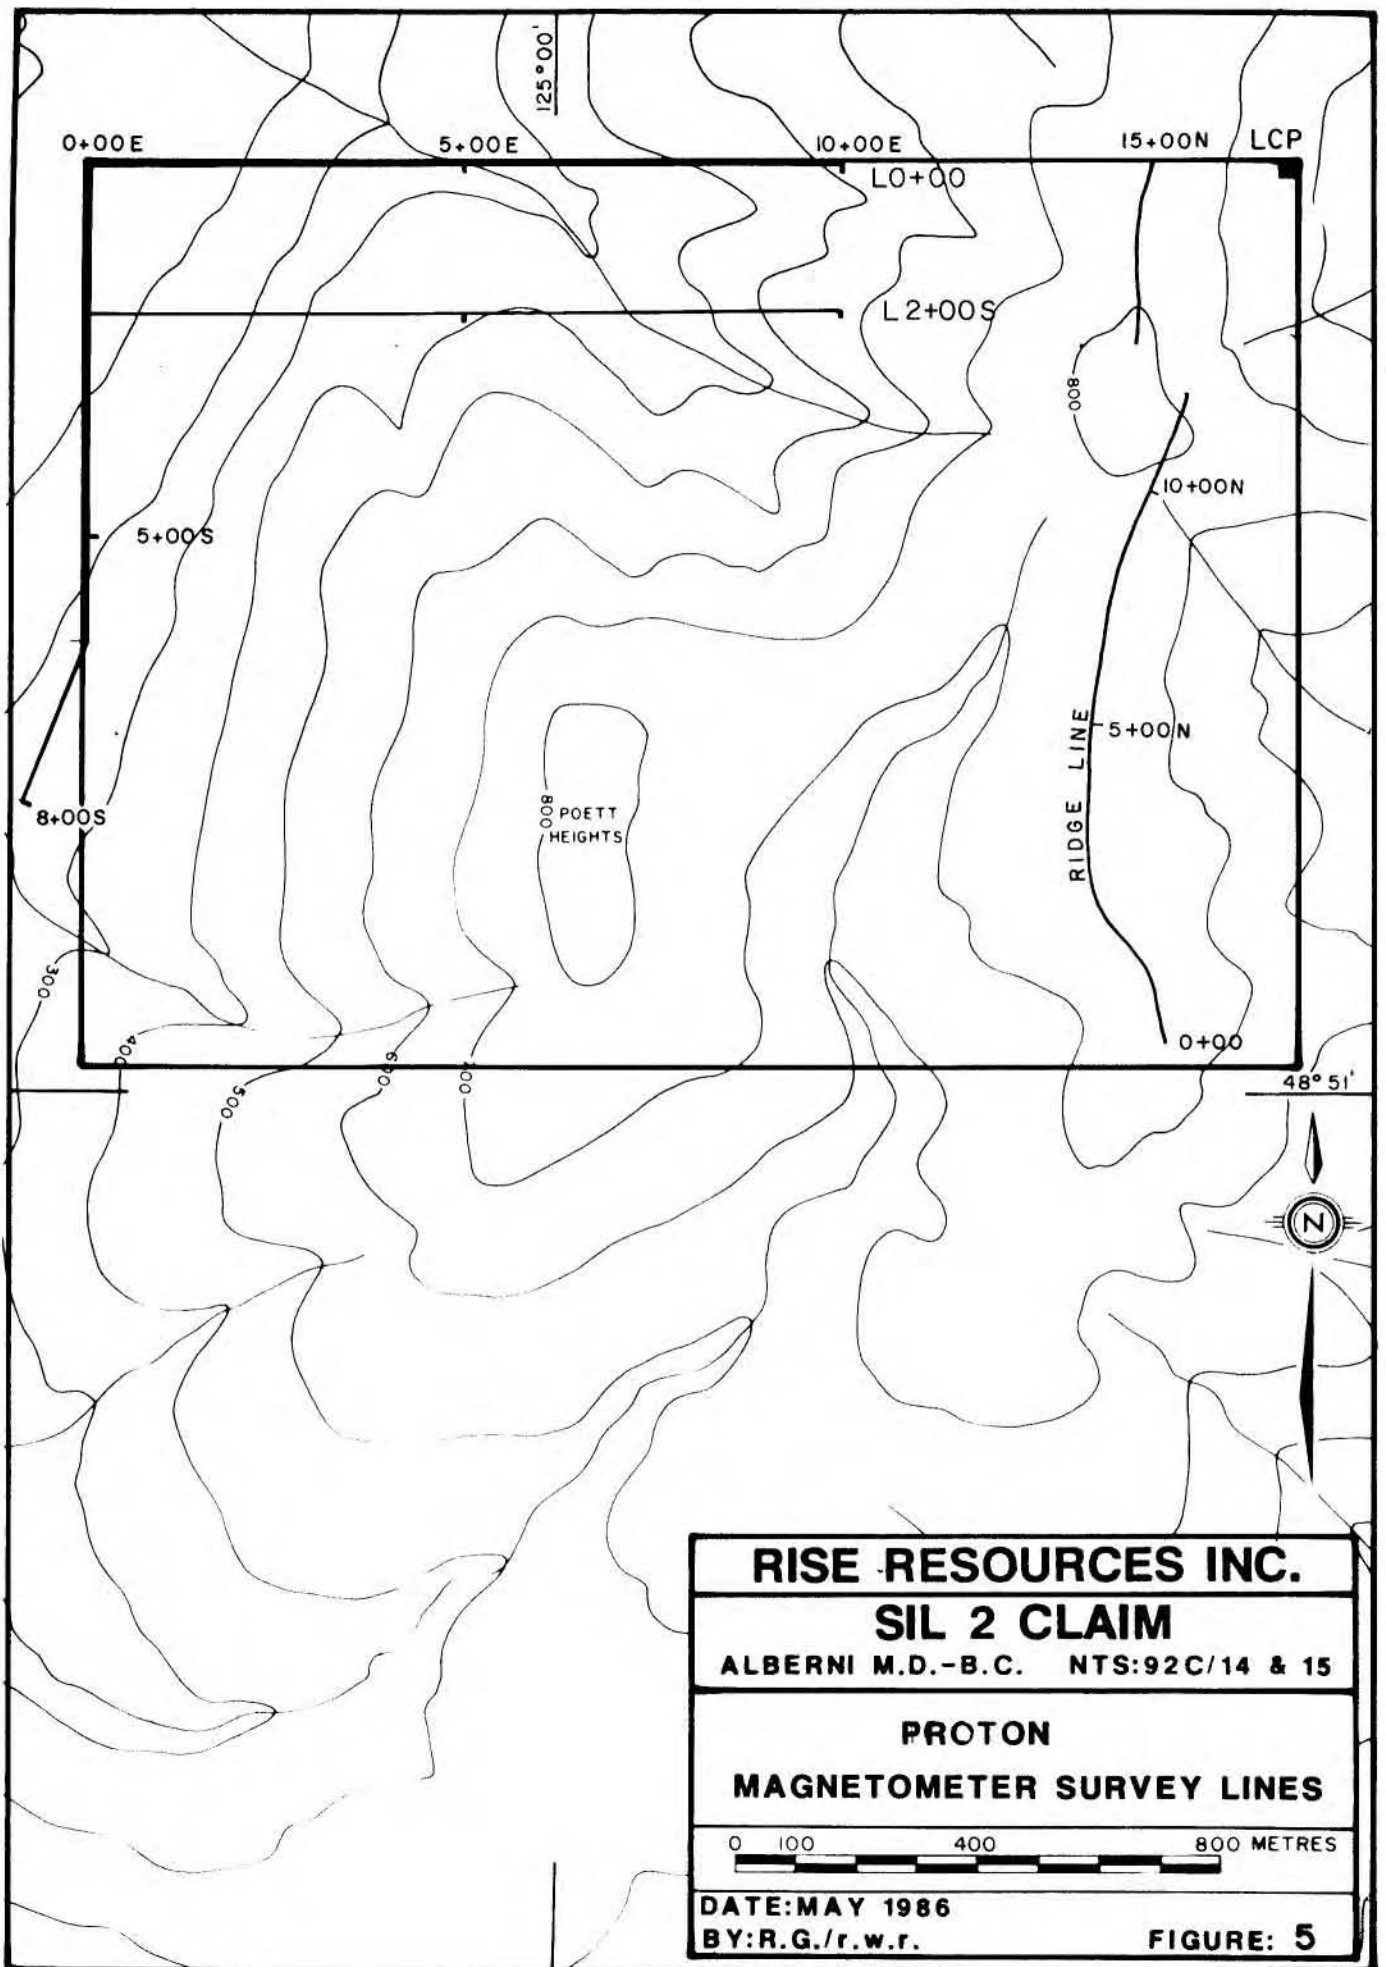 125°00'
0+00E 5+00E 10+00E 15+00N LCP
L0+00
L2+00S
800
10+00N
5+00S
5+00N
RIDGE LINE
8+00S
800
POETT
HEIGHTS
300
0+00
400
600
500
48°51'
N
RISE RESOURCES INC.
SIL 2 CLAIM
ALBERNI M.D.-B.C. NTS:92C/14 & 15
PROTON
MAGNETOMETER SURVEY LINES
0 100 400 800 METRES
DATE:MAY 1986
BY:R.G./r.w.r. FIGURE: 5